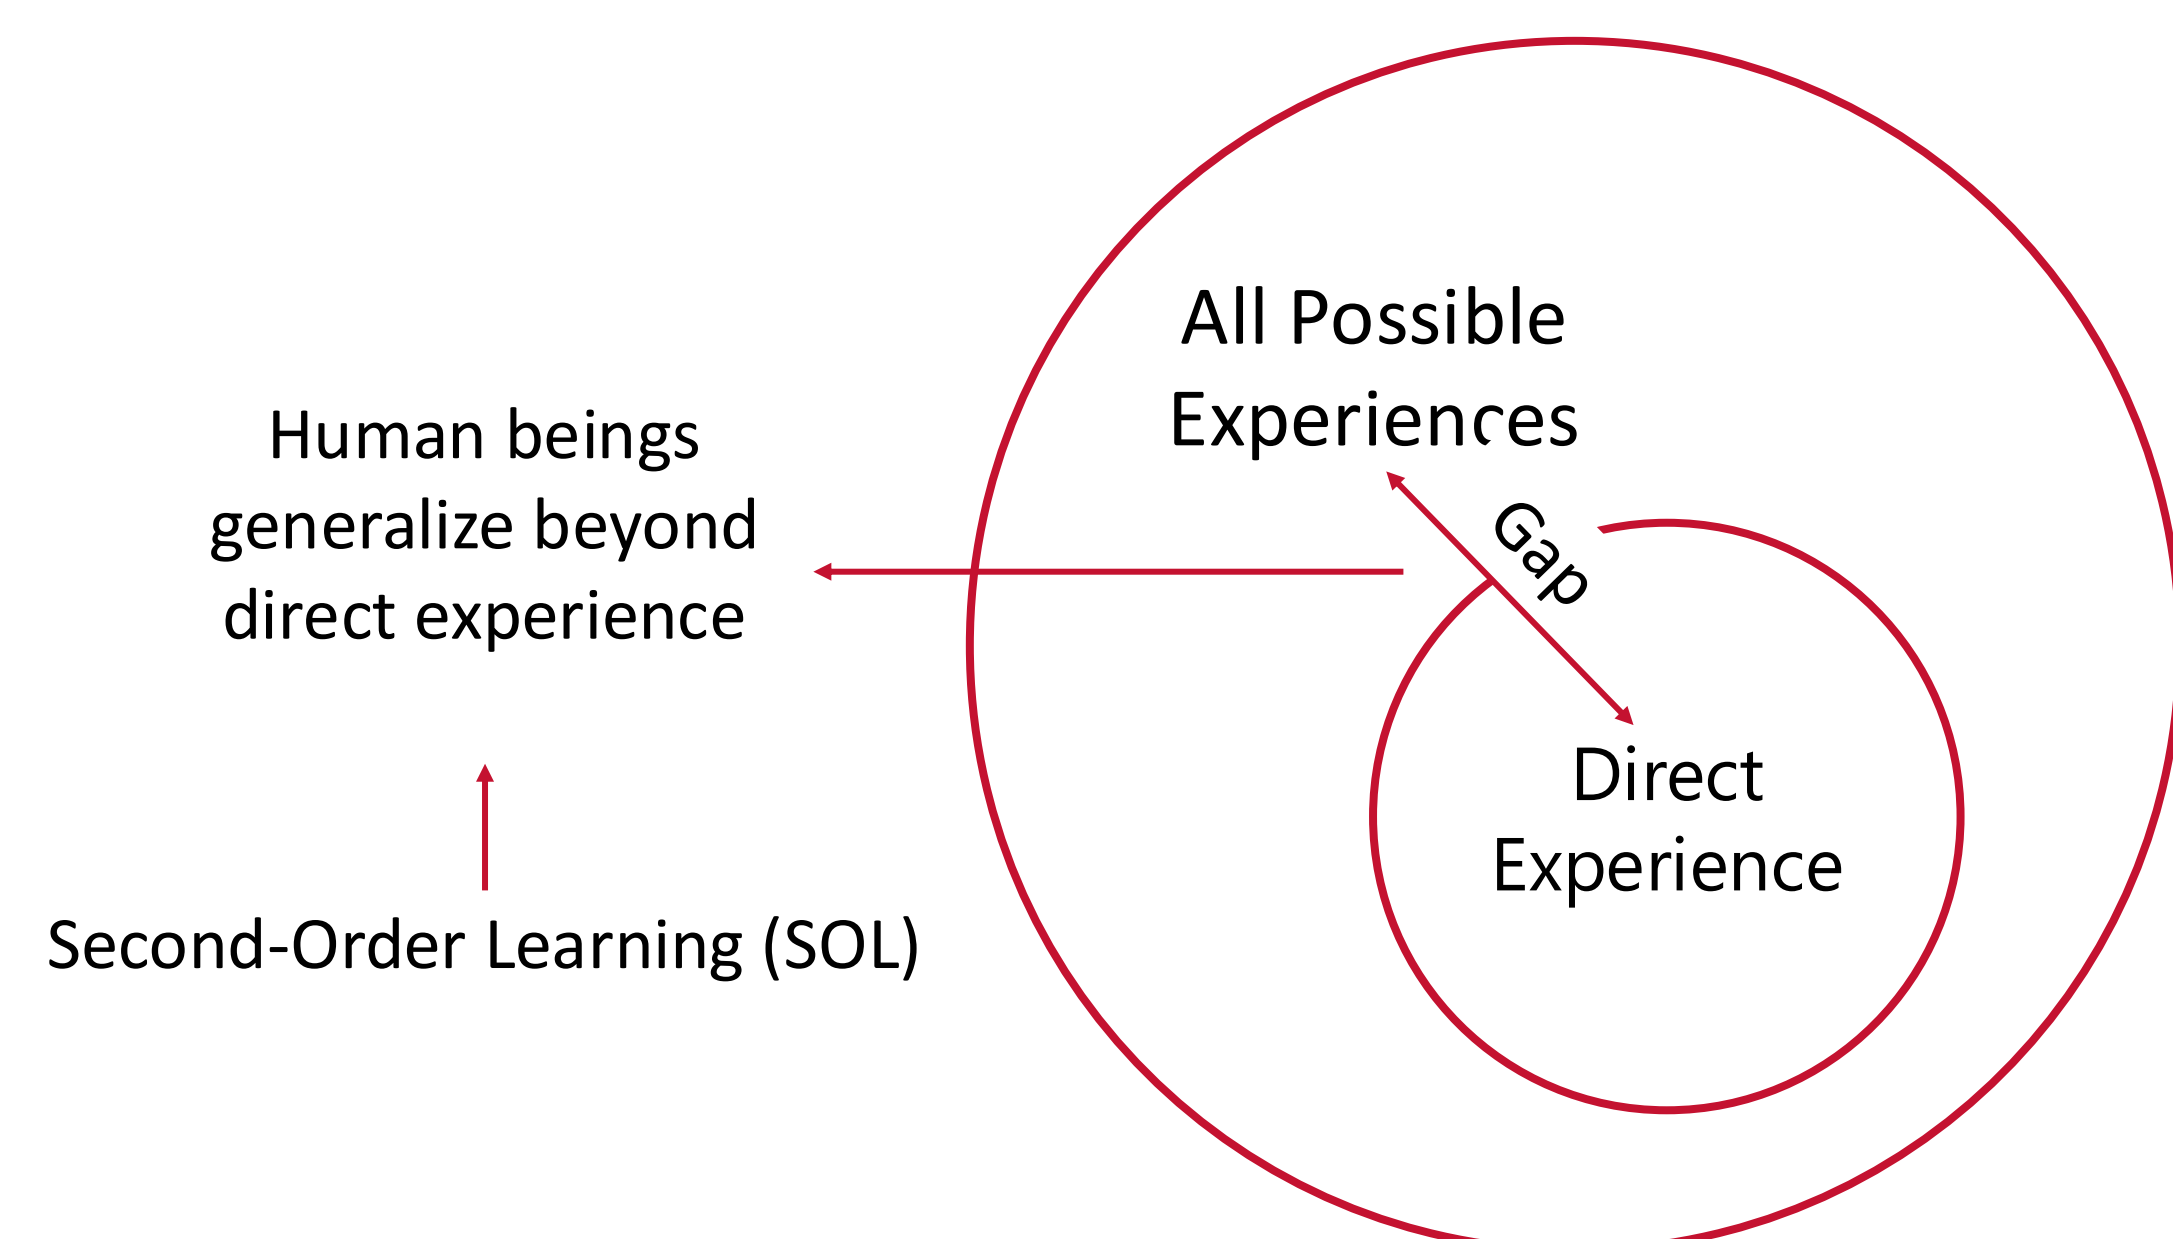 Human beings
generalize beyond
direct experience
Second-Order Learning (SOL)
All Possible
Experiences
Gap
Direct
Experience